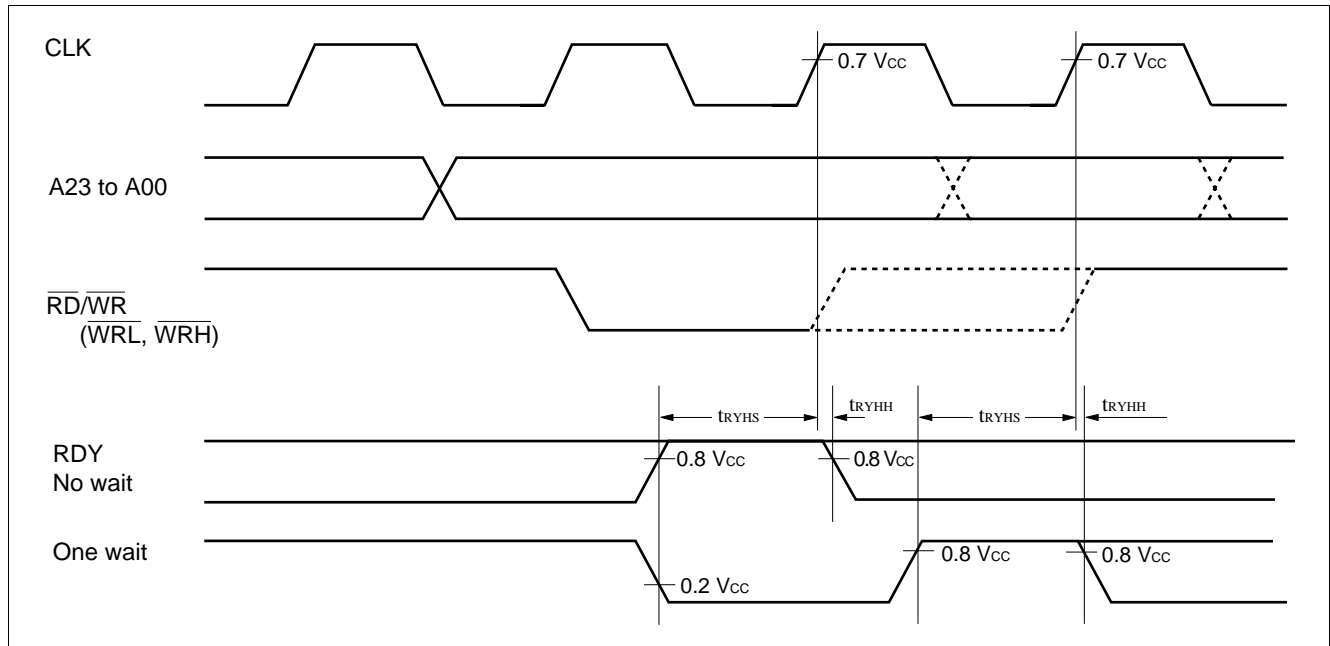 CLK
0.7 Vcc
0.7 Vcc
A23 to A00
RD/WR
(WRL, WRH)
tRYHS
tRYHH
tRYHS
tRYHH
RDY
No wait
0.8 Vcc
0.8 Vcc
One wait
0.2 Vcc
0.8 Vcc
0.8 Vcc